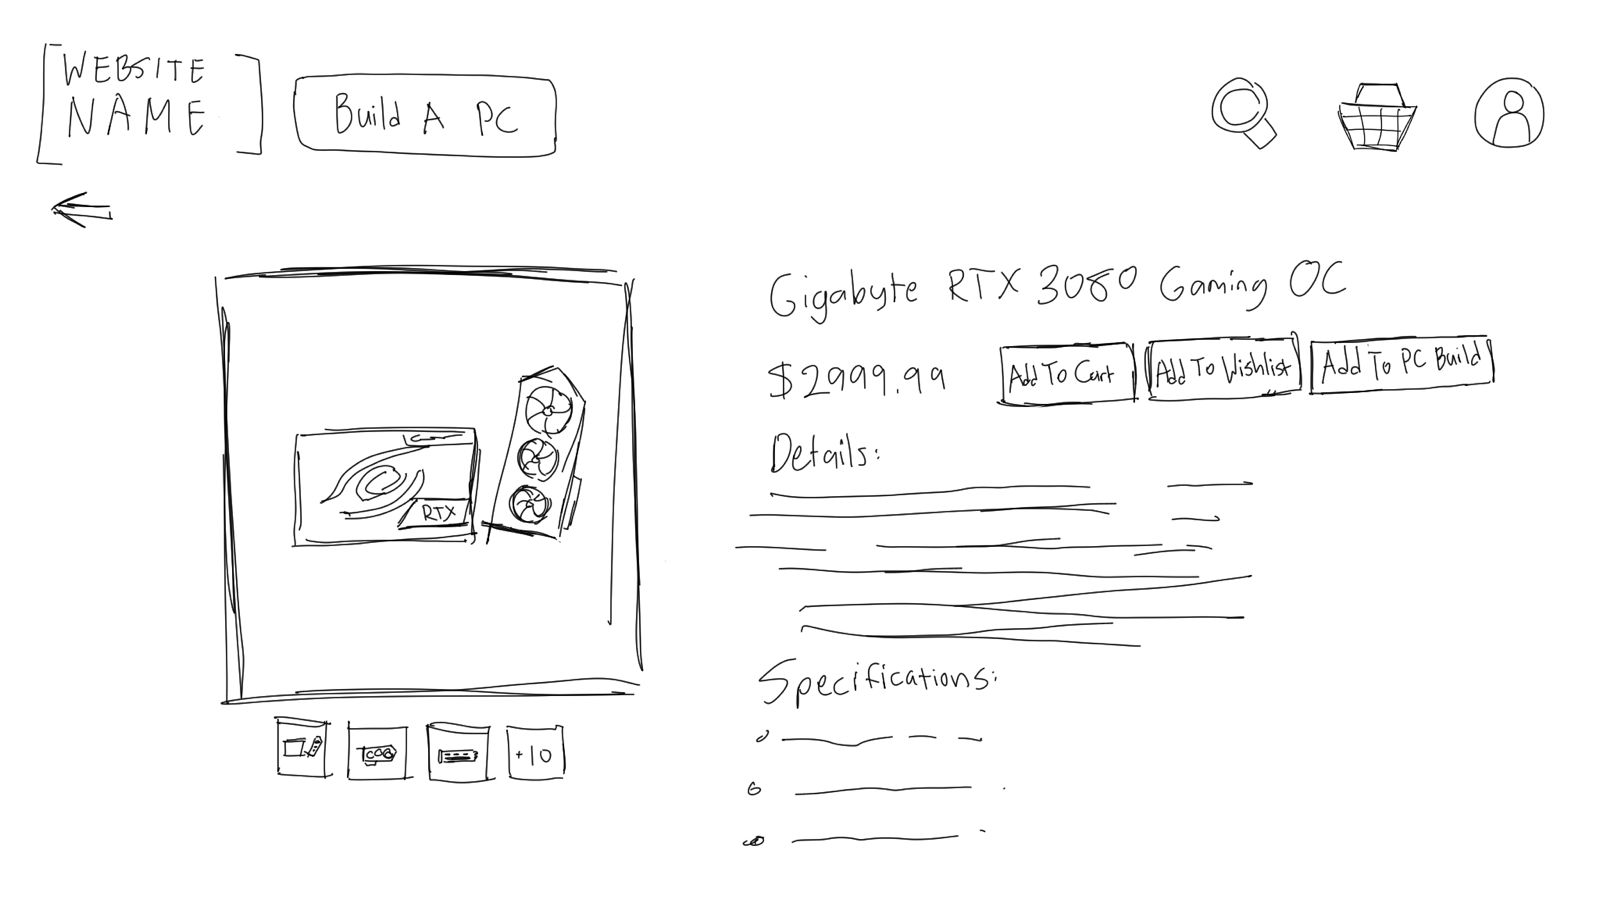 WEBSITE
NAME
Build A PC
Gigabyte RTX 3080 Gaming OC
$2999.99
Add To Cart
Add To Wishlist
Add To PC Build
Details:
RTX
Specifications:
+10